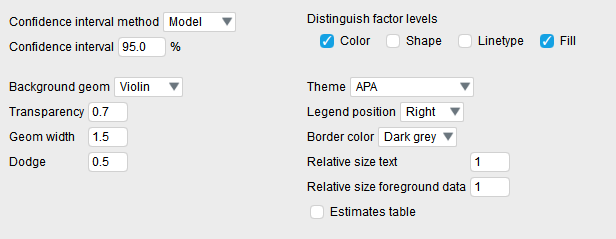 Confidence interval method Model
Confidence interval 95.0 %
Distinguish factor levels
Color Shape Linetype Fill
Background geom Violin
Transparency 0.7
Geom width 1.5
Dodge 0.5
Theme APA
Legend position Right
Border color Dark grey
Relative size text 1
Relative size foreground data 1
Estimates table